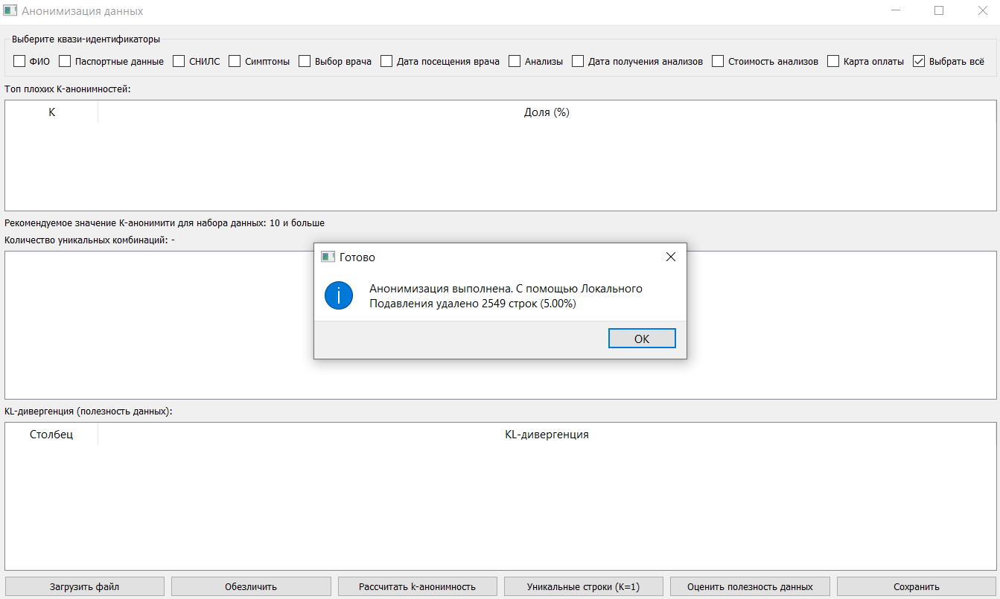 Анонимизация данных
Выберите квази-идентификаторы
ФИО Паспортные данные СНИЛС Симптомы Выбор врача Дата посещения врача Анализы Дата получения анализов Стоимость анализов Карта оплаты Выбрать всё
Топ плохих К-анонимностей:
K Доля (%)
Рекомендуемое значение К-анонимити для набора данных: 10 и больше
Количество уникальных комбинаций: -
Готово
Анонимизация выполнена. С помощью Локального
Подавления удалено 2549 строк (5.00%)
OK
KL-дивергенция (полезность данных):
Столбец KL-дивергенция
Загрузить файл Обезличить Рассчитать k-анонимность Уникальные строки (K=1) Оценить полезность данных Сохранить